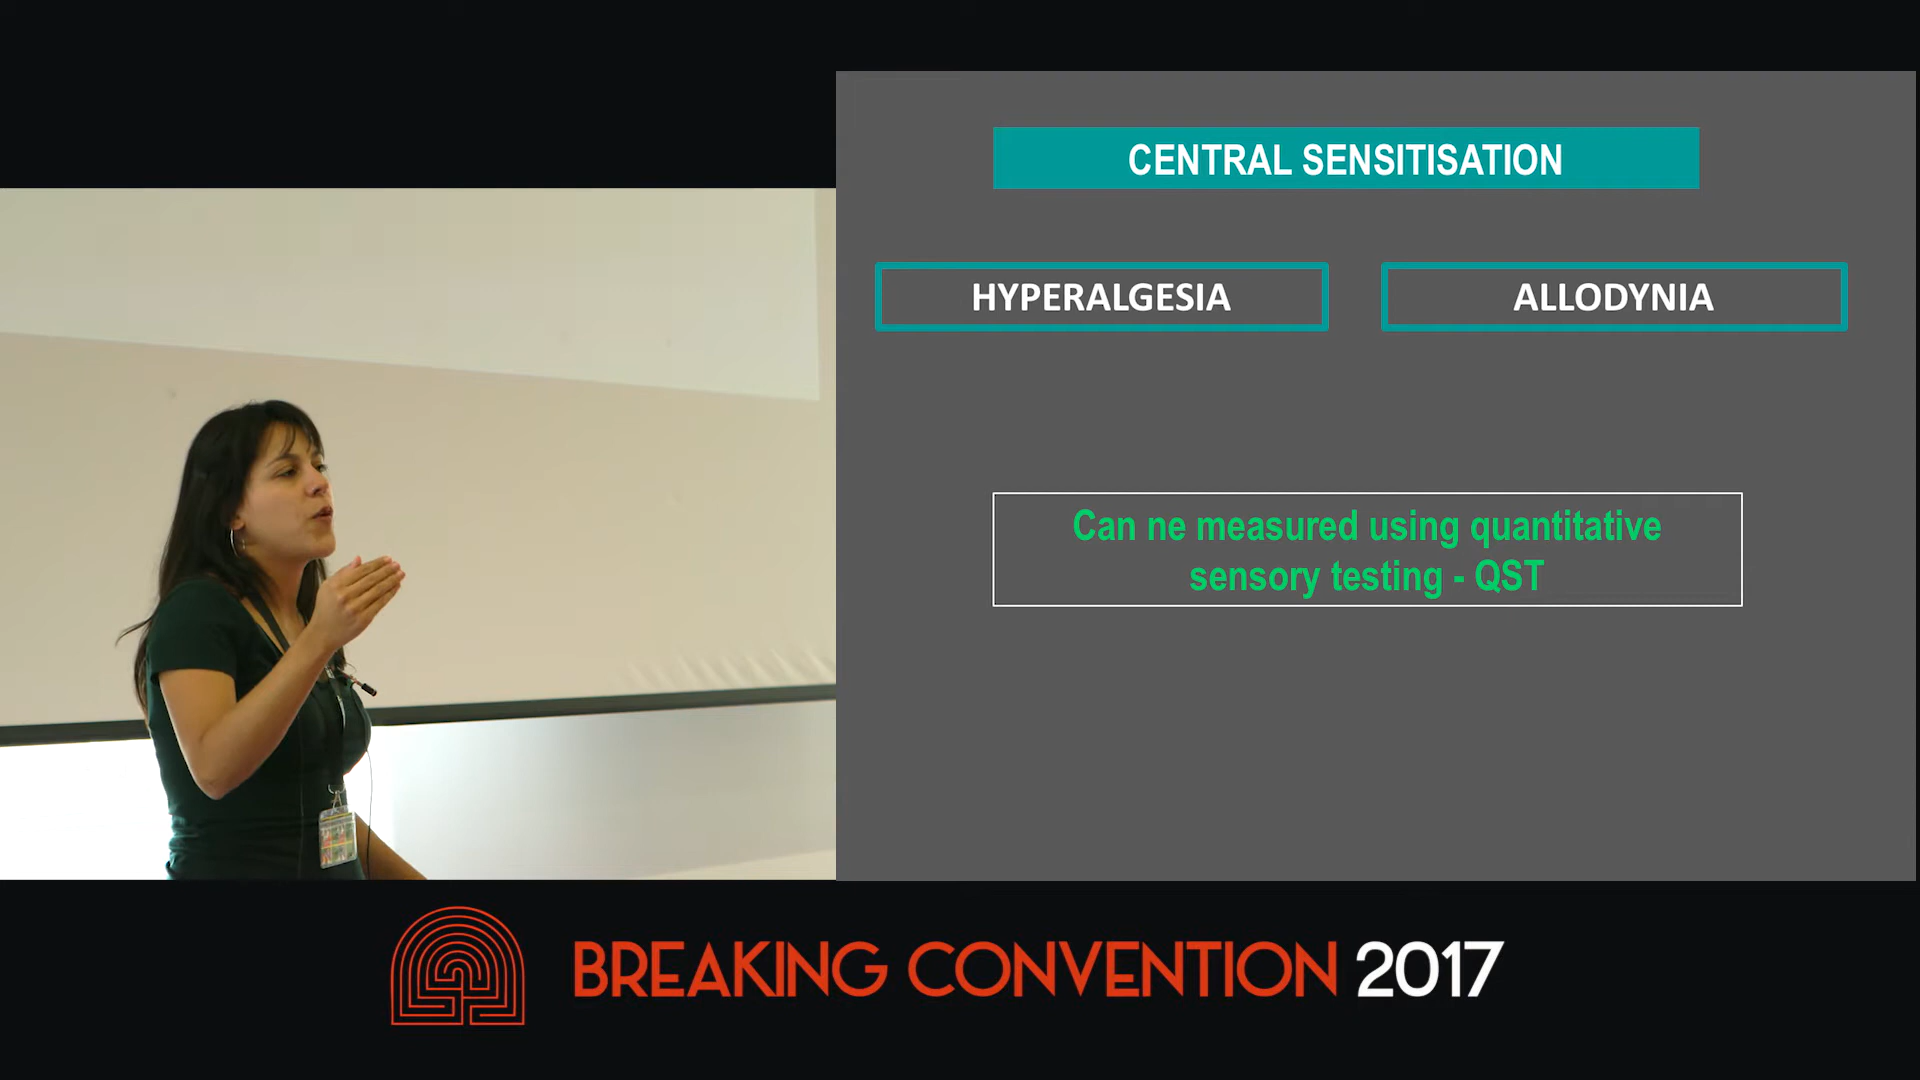 CENTRAL SENSITISATION
HYPERALGESIA
ALLODYNIA
Can ne measured using quantitative
sensory testing - QST
BREAKING CONVENTION 2017